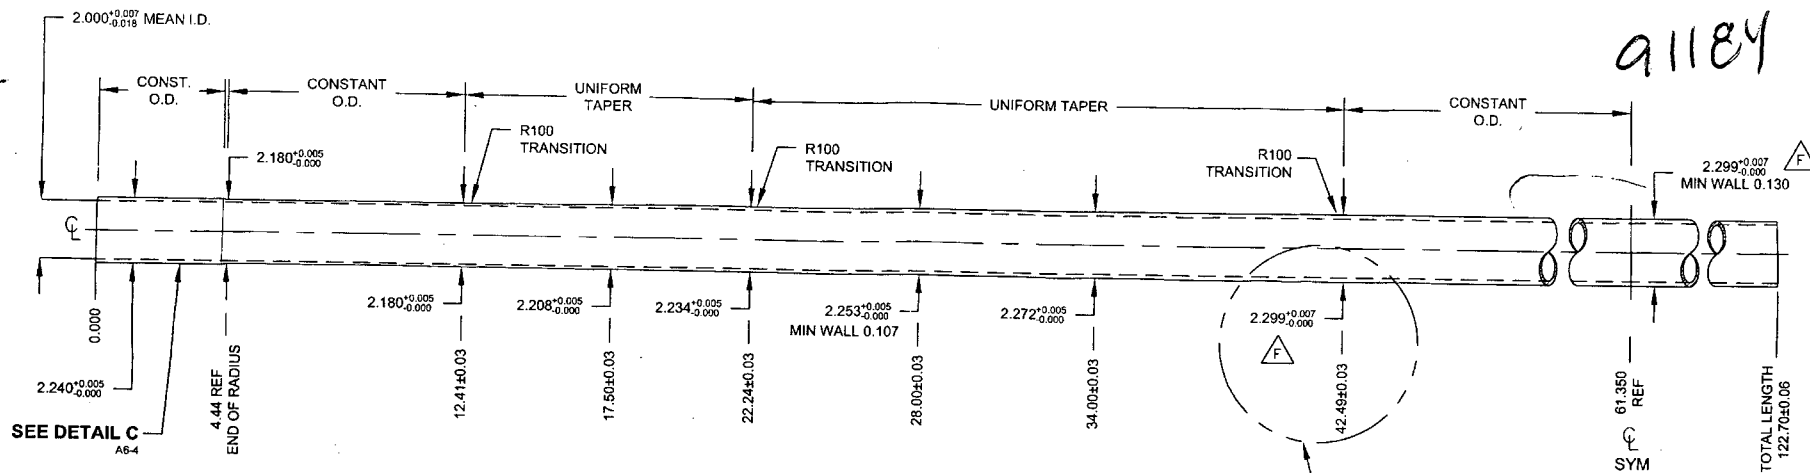 2.000+0.007 -0.018 MEAN I.D.
91184
CONST.
O.D.
CONSTANT
O.D.
UNIFORM
TAPER
UNIFORM TAPER
CONSTANT
O.D.
2.180+0.005 -0.000
R100
TRANSITION
R100
TRANSITION
R100
TRANSITION
2.299+0.007 -0.000
MIN WALL 0.130
F
CL
0.000
2.240+0.005 -0.000
SEE DETAIL C
A6-4
4.44 REF
END OF RADIUS
2.180+0.005 -0.000
12.41±0.03
2.208+0.005 -0.000
17.50±0.03
2.234+0.005 -0.000
22.24±0.03
2.253+0.005 -0.000
MIN WALL 0.107
28.00±0.03
2.272+0.005 -0.000
34.00±0.03
2.299+0.007 -0.000
F
42.49±0.03
61.350
REF
CL
SYM
TOTAL LENGTH
122.70±0.06